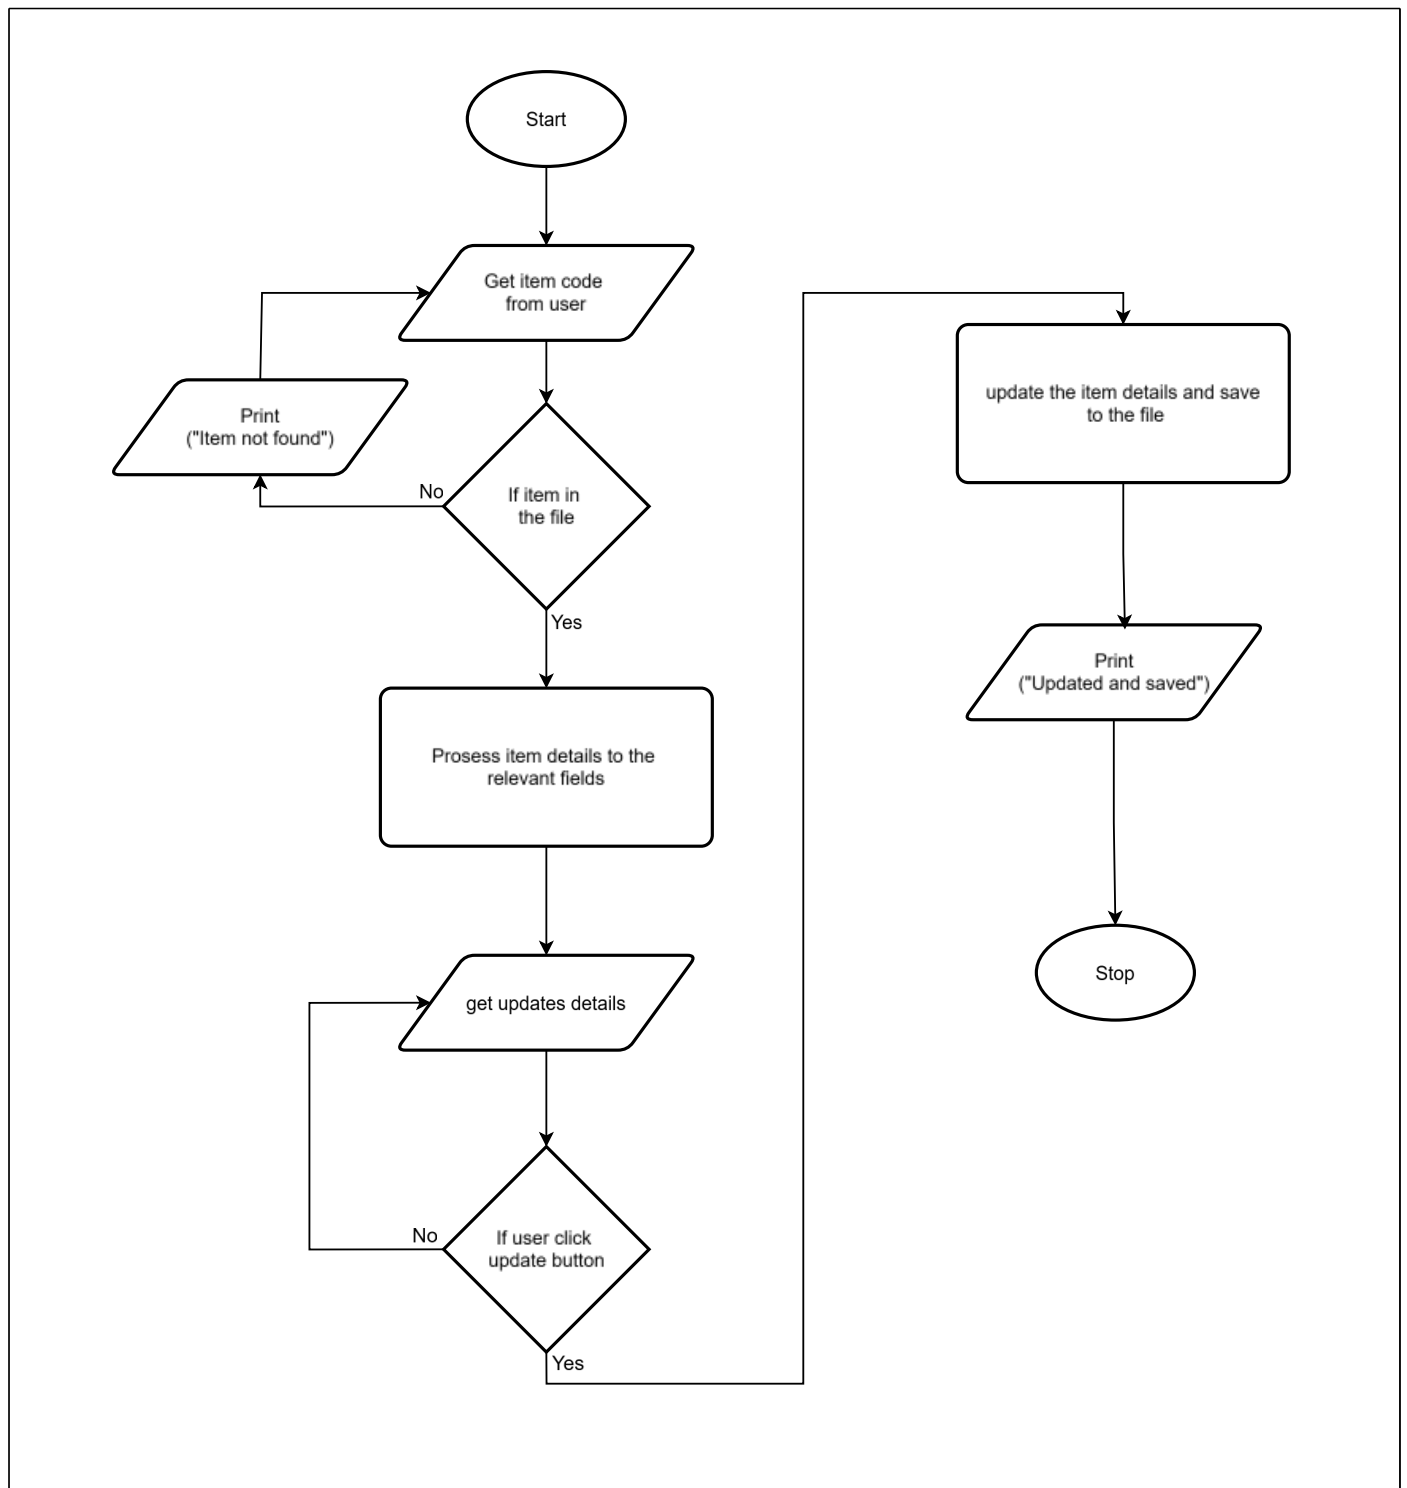 Start
Get item code
from user
Print
("Item not found")
No
If item in
the file
Yes
Prosess item details to the
relevant fields
get updates details
No
If user click
update button
Yes
update the item details and save
to the file
Print
("Updated and saved")
Stop